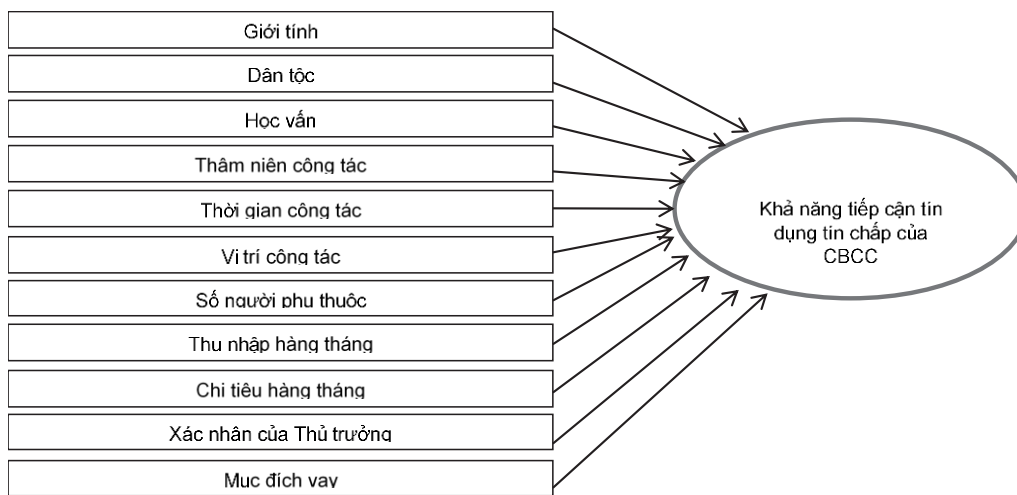 Giới tính
Dân tộc
Học vấn
Thâm niên công tác
Thời gian công tác
Vị trí công tác
Số người phụ thuộc
Thu nhập hàng tháng
Chi tiêu hàng tháng
Xác nhận của Thủ trưởng
Mục đích vay
Khả năng tiếp cận tín
dụng tín chấp của
CBCC